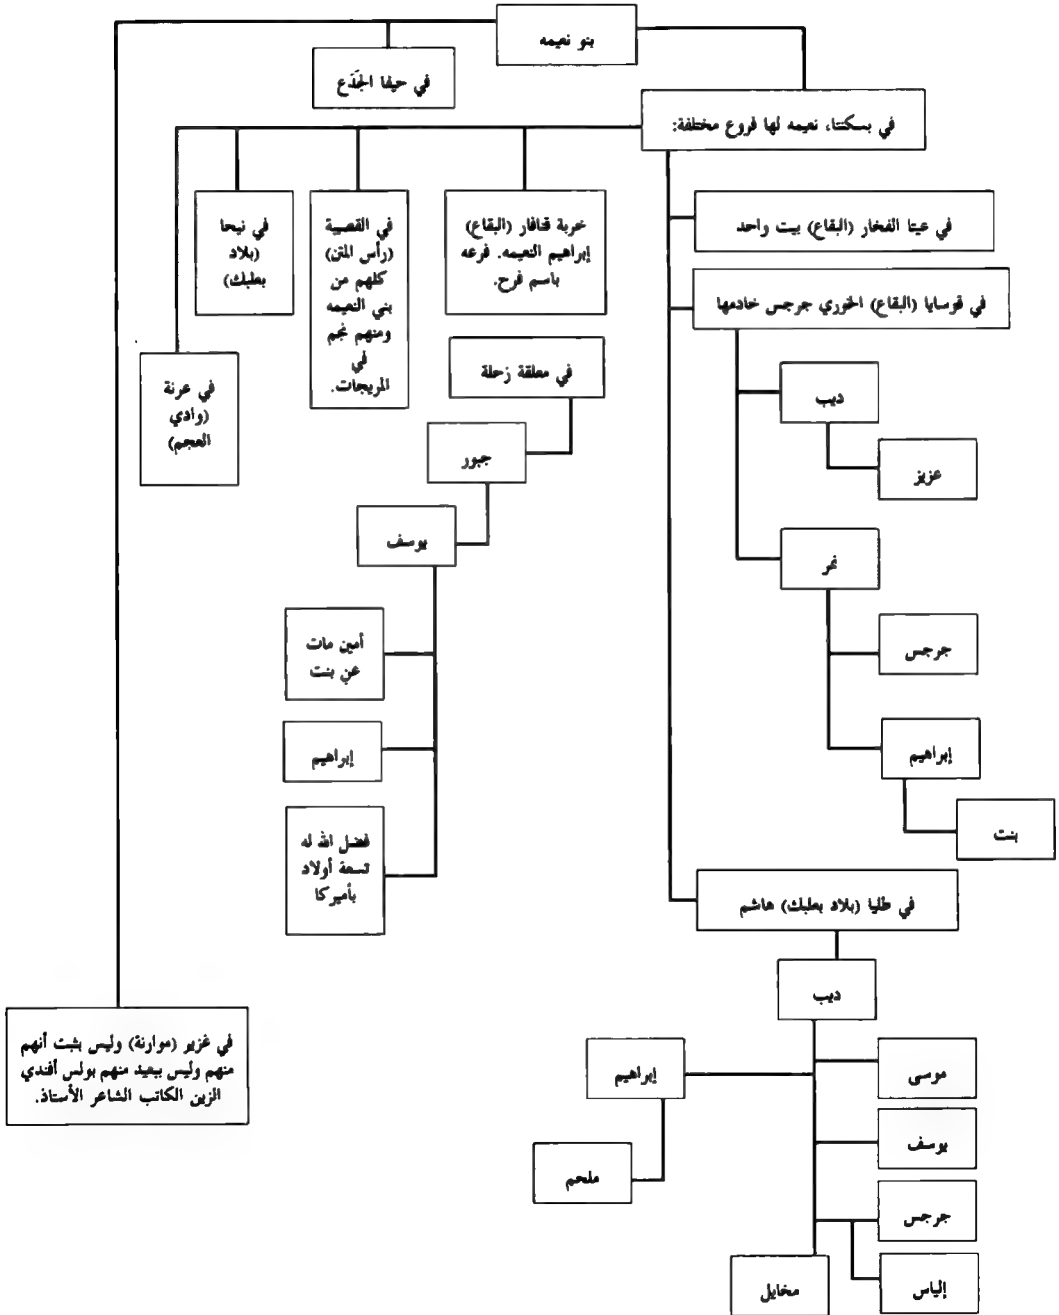 بنو نعيمه
في حيفا الجَدَع
في بسكنتا، نعيمه لها فروع مختلفة:
في عيتا الفخار (البقاع) بيت واحد
خربة قنافار (البقاع)
إبراهيم النعيمه. فرعه
باسم فرح.
في القصيبة
(رأس المتن)
كلهم من
بني النعيمه
ومنهم نجم
في
المريجات.
في نيحا
(بلاد
بعلبك)
في عرنة
(وادي
العجم)
في قوسايا (البقاع) الخوري جرجس خادمها
ديب
عزيز
نمر
جرجس
إبراهيم
بنت
في معلقة زحلة
جبور
يوسف
أمين مات
عن بنت
إبراهيم
فضل الله له
تسعة أولاد
بأميركا
في طليا (بلاد بعلبك) هاشم
ديب
موسى
إبراهيم
يوسف
ملحم
جرجس
إلياس
مخايل
في غزير (موارنة) وليس بثبت أنهم
منهم وليس ببعيد منهم بولس أفندي
الزين الكاتب الشاعر الأستاذ.